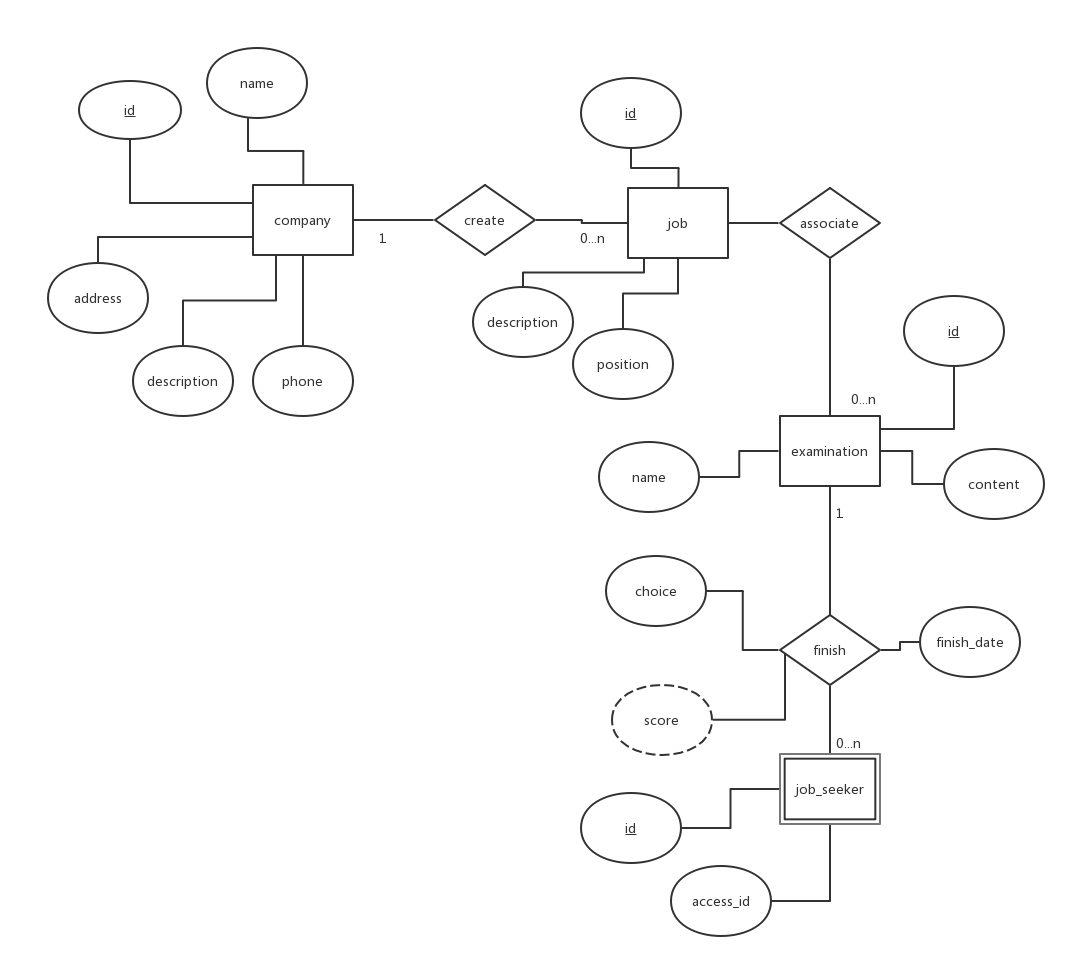 name
id
id
company
create
job
associate
1
0...n
address
description
id
description
phone
position
0...n
examination
name
content
1
choice
finish
finish_date
score
0...n
job_seeker
id
access_id